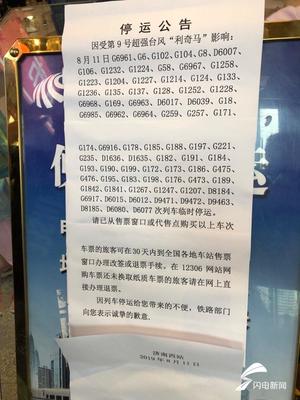 停运公告
因受第9号超强台风“利奇马”影响:
8月11日G6961、G6、G102、G104、G8、D6007、
G106、G1232、G1224、G58、G6967、G1258、
G1223、G1204、G1227、G1214、G124、G133、
G1236、G135、G137、G128、G1252、G1228、
G6968、G169、G6963、D6017、D6039、G18、
G6985、G6962、G6964、G259、G257、G171、
G174、G6916、G178、G185、G188、G197、G221、
G235、D1636、D1635、G182、G191、G184、
G193、G190、G199、G172、G173、G186、G475、
G476、G195、G183、G198、G176、G473、G189、
G1842、G1841、G1267、G1247、G1207、D8184、
G6917、D6015、D6012、D9471、D9472、G9463、
D8185、D6080、D6077次列车临时停运。
请已从售票窗口或代售点购买以上车次
车票的旅客可在30天内到全国各地车站售票
窗口办理改签或退票手续。在12306网站网
购车票还未换取纸质车票的旅客请在网上直
接办理退票。
因列车停运给您带来的不便,铁路部门
向您表示诚挚的歉意。
济南西站
2019年8月11日
闪电新闻